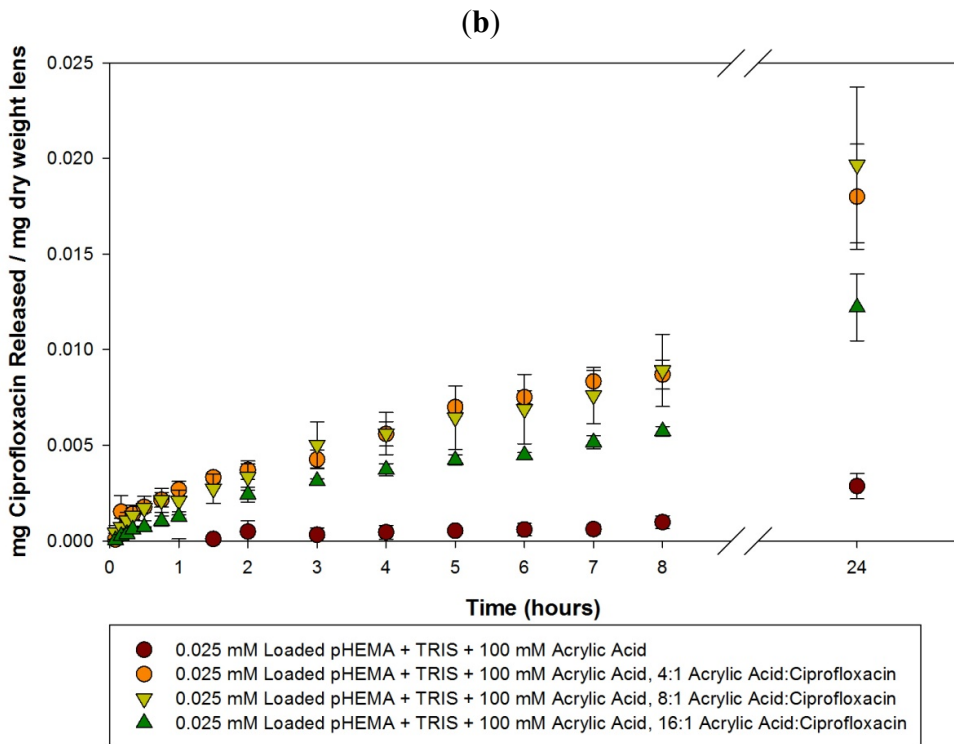 (b)
mg Ciprofloxacin Released / mg dry weight lens
0.025
0.020
0.015
0.010
0.005
0.000
0 1 2 3 4 5 6 7 8 24
Time (hours)
0.025 mM Loaded pHEMA + TRIS + 100 mM Acrylic Acid
0.025 mM Loaded pHEMA + TRIS + 100 mM Acrylic Acid, 4:1 Acrylic Acid:Ciprofloxacin
0.025 mM Loaded pHEMA + TRIS + 100 mM Acrylic Acid, 8:1 Acrylic Acid:Ciprofloxacin
0.025 mM Loaded pHEMA + TRIS + 100 mM Acrylic Acid, 16:1 Acrylic Acid:Ciprofloxacin